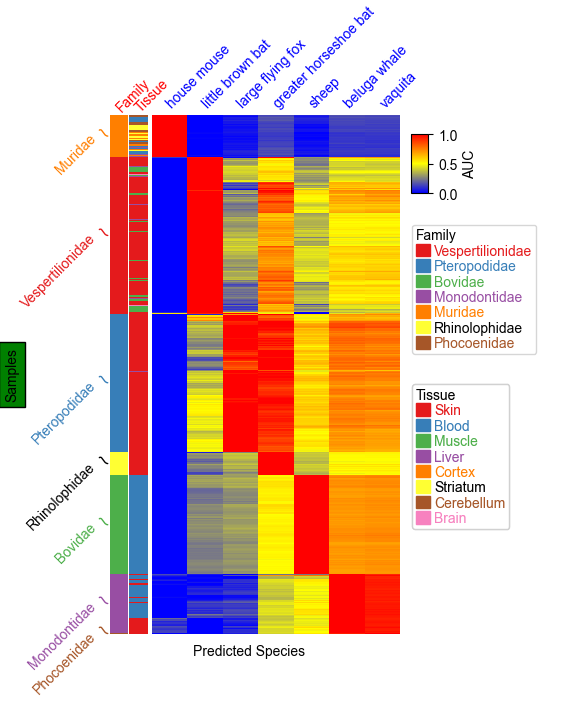 Family
Tissue
house mouse
little brown bat
large flying fox
greater horseshoe bat
sheep
beluga whale
vaquita
Muridae
Vespertilionidae
Pteropodidae
Rhinolophidae
Bovidae
Monodontidae
Phocoenidae
Samples
Predicted Species
1.0
0.5
0.0
AUC
Family
Vespertilionidae
Pteropodidae
Bovidae
Monodontidae
Muridae
Rhinolophidae
Phocoenidae
Tissue
Skin
Blood
Muscle
Liver
Cortex
Striatum
Cerebellum
Brain